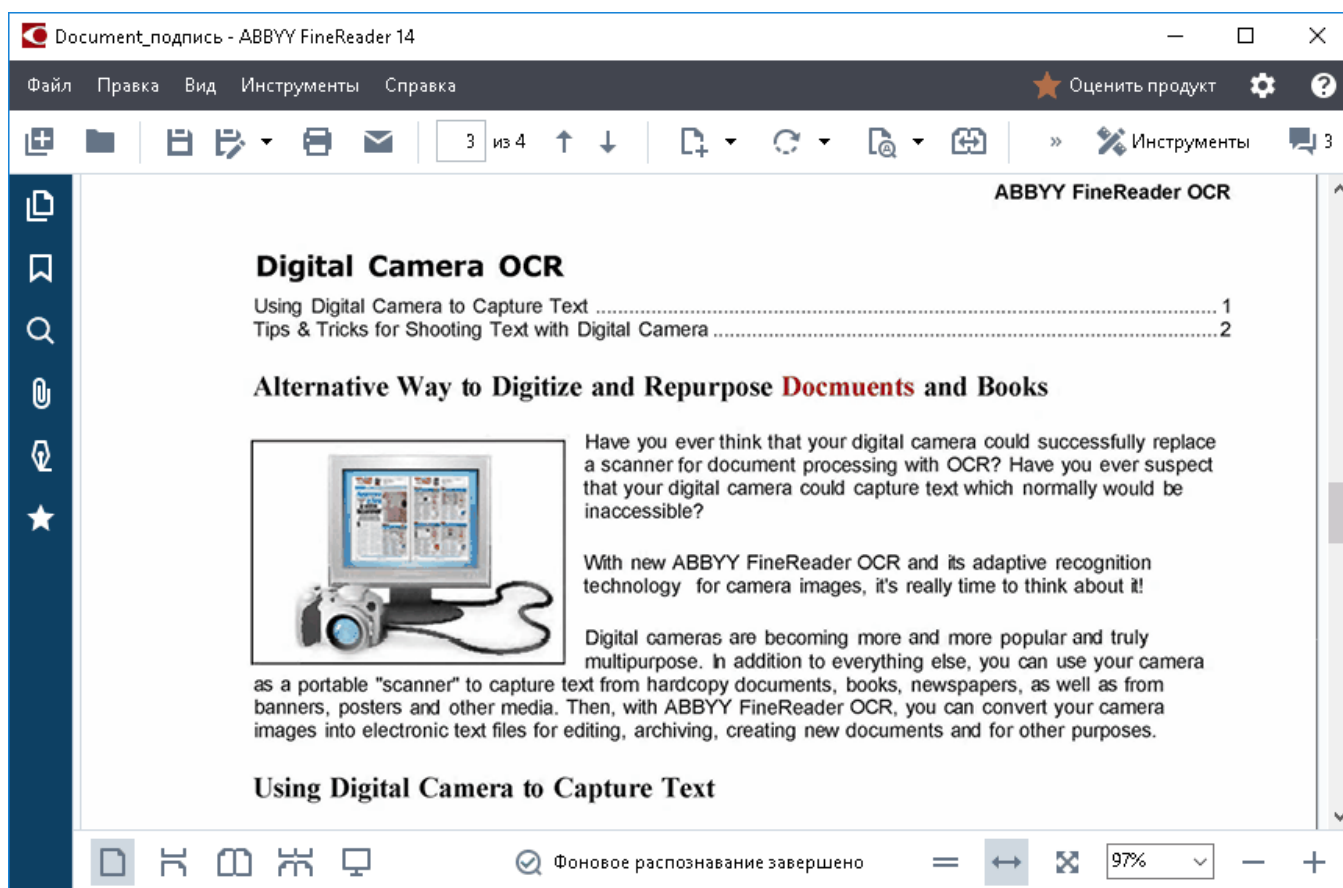 Document_подпись - ABBYY FineReader 14
Файл Правка Вид Инструменты Справка Оценить продукт
3 из 4 Инструменты 3
ABBYY FineReader OCR
Digital Camera OCR
Using Digital Camera to Capture Text ........................................................ 1
Tips & Tricks for Shooting Text with Digital Camera ........................................................ 2
Alternative Way to Digitize and Repurpose Docmuents and Books
Have you ever think that your digital camera could successfully replace
a scanner for document processing with OCR? Have you ever suspect
that your digital camera could capture text which normally would be
inaccessible?
With new ABBYY FineReader OCR and its adaptive recognition
technology for camera images, it's really time to think about it!
Digital cameras are becoming more and more popular and truly
multipurpose. In addition to everything else, you can use your camera
as a portable "scanner" to capture text from hardcopy documents, books, newspapers, as well as from
banners, posters and other media. Then, with ABBYY FineReader OCR, you can convert your camera
images into electronic text files for editing, archiving, creating new documents and for other purposes.
Using Digital Camera to Capture Text
Фоновое распознавание завершено 97%